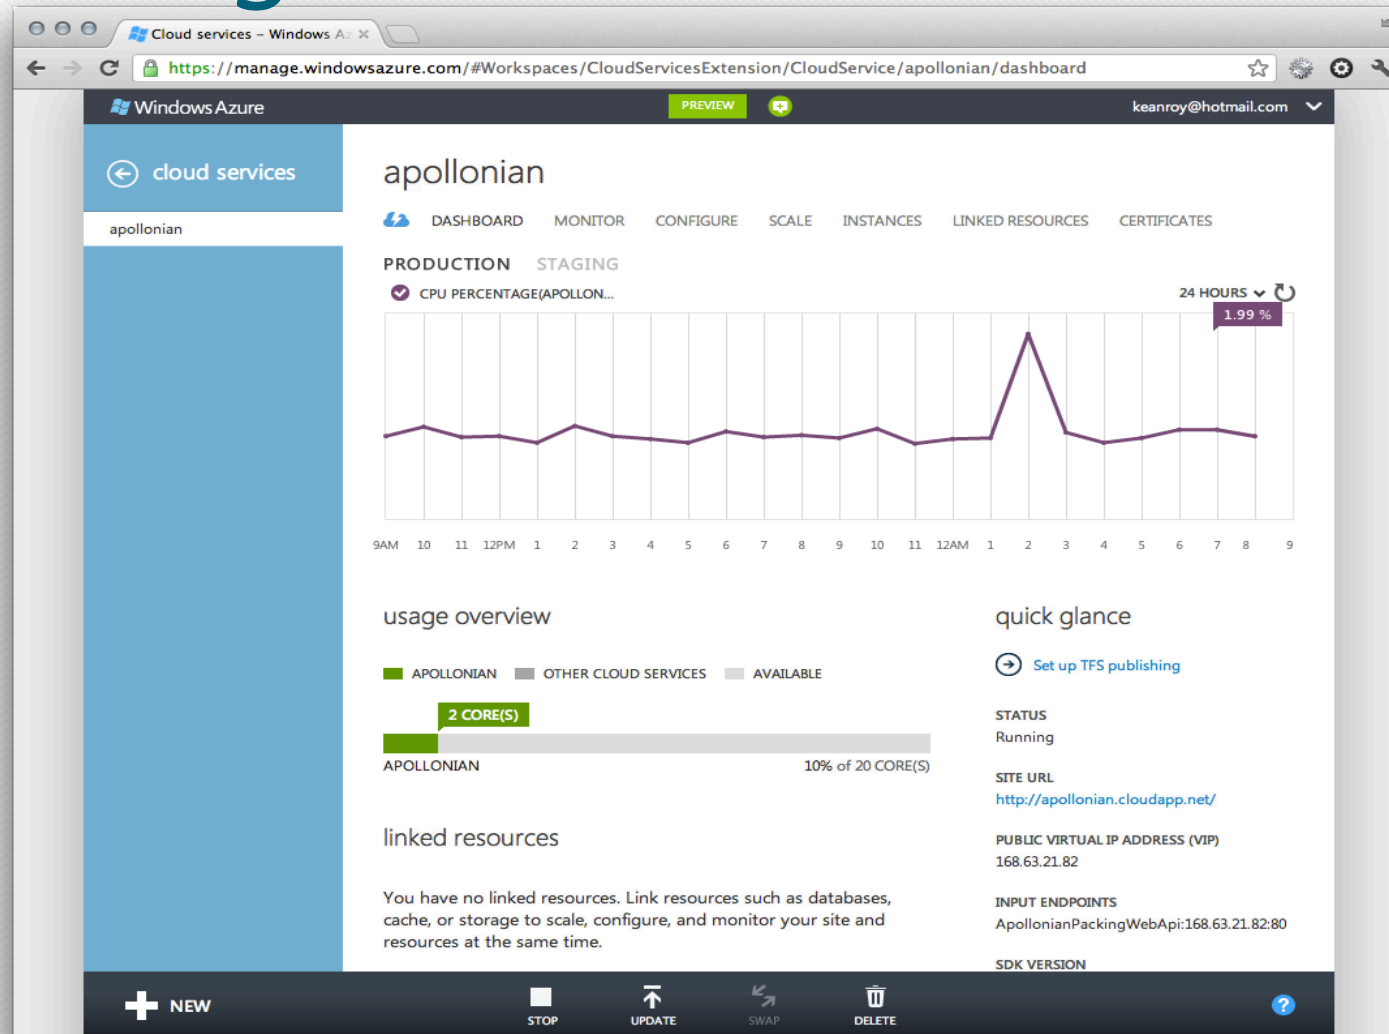 Cloud services – Windows Az
https://manage.windowsazure.com/#Workspaces/CloudServicesExtension/CloudService/apollonian/dashboard
Windows Azure
PREVIEW
keanroy@hotmail.com
cloud services
apollonian
apollonian
DASHBOARD MONITOR CONFIGURE SCALE INSTANCES LINKED RESOURCES CERTIFICATES
PRODUCTION STAGING
CPU PERCENTAGE(APOLLON...
24 HOURS
1.99 %
9AM 10 11 12PM 1 2 3 4 5 6 7 8 9 10 11 12AM 1 2 3 4 5 6 7 8 9
usage overview
APOLLONIAN OTHER CLOUD SERVICES AVAILABLE
2 CORE(S)
APOLLONIAN 10% of 20 CORE(S)
linked resources
You have no linked resources. Link resources such as databases,
cache, or storage to scale, configure, and monitor your site and
resources at the same time.
quick glance
Set up TFS publishing
STATUS
Running
SITE URL
http://apollonian.cloudapp.net/
PUBLIC VIRTUAL IP ADDRESS (VIP)
168.63.21.82
INPUT ENDPOINTS
ApollonianPackingWebApi:168.63.21.82:80
SDK VERSION
NEW
STOP
UPDATE
SWAP
DELETE
?